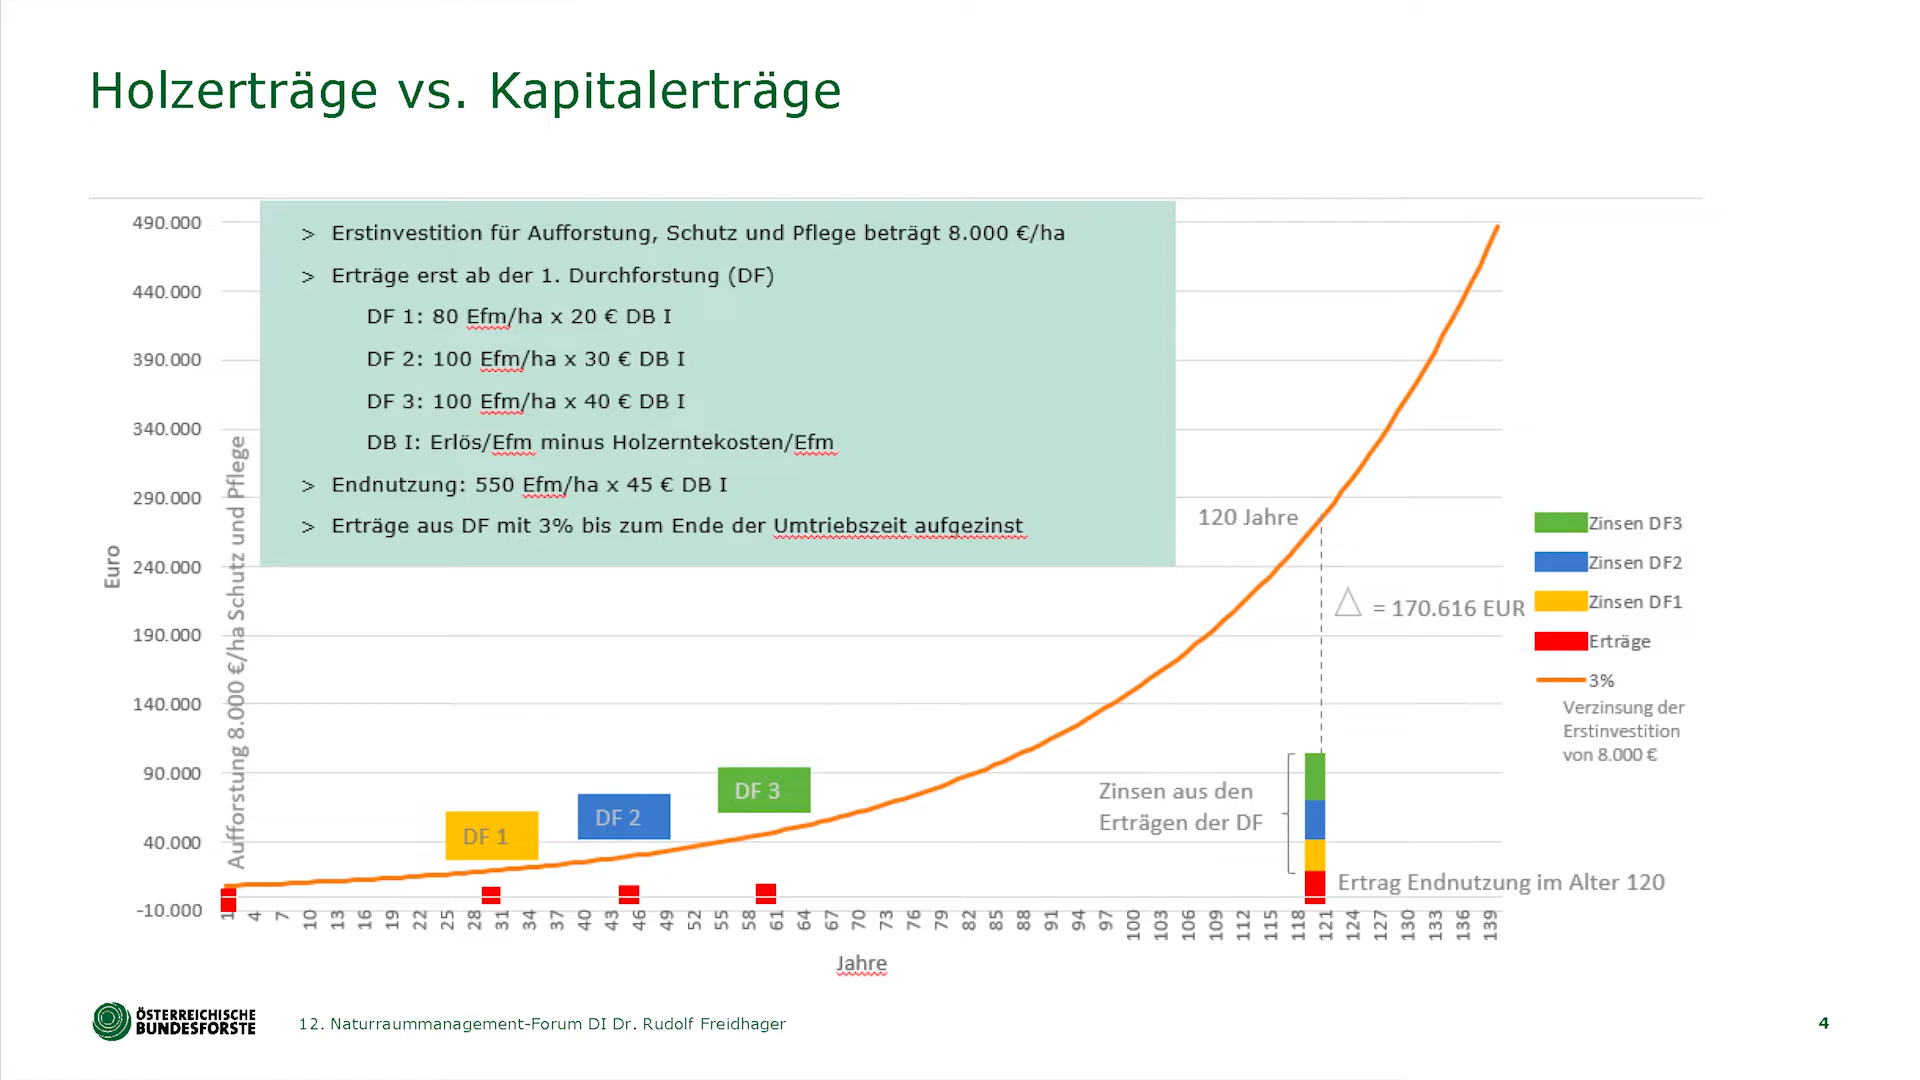 Holzerträge vs. Kapitalerträge
> Erstinvestition für Aufforstung, Schutz und Pflege beträgt 8.000 €/ha
> Erträge erst ab der 1. Durchforstung (DF)
DF 1: 80 Efm/ha x 20 € DB I
DF 2: 100 Efm/ha x 30 € DB I
DF 3: 100 Efm/ha x 40 € DB I
DB I: Erlös/Efm minus Holzerntekosten/Efm
> Endnutzung: 550 Efm/ha x 45 € DB I
> Erträge aus DF mit 3% bis zum Ende der Umtriebszeit aufgezinst
Euro
490.000
440.000
390.000
340.000
290.000
240.000
190.000
140.000
90.000
40.000
-10.000
Aufforstung 8.000 €/ha Schutz und Pflege
DF 1
DF 2
DF 3
120 Jahre
△ = 170.616 EUR
Zinsen aus den
Erträgen der DF
Ertrag Endnutzung im Alter 120
Zinsen DF3
Zinsen DF2
Zinsen DF1
Erträge
3%
Verzinsung der
Erstinvestition
von 8.000 €
1 4 7 10 13 16 19 22 25 28 31 34 37 40 43 46 49 52 55 58 61 64 67 70 73 76 79 82 85 88 91 94 97 100 103 106 109 112 115 118 121 124 127 130 133 136 139
Jahre
ÖSTERREICHISCHE
BUNDESFORSTE
12. Naturraummanagement-Forum DI Dr. Rudolf Freidhager
4